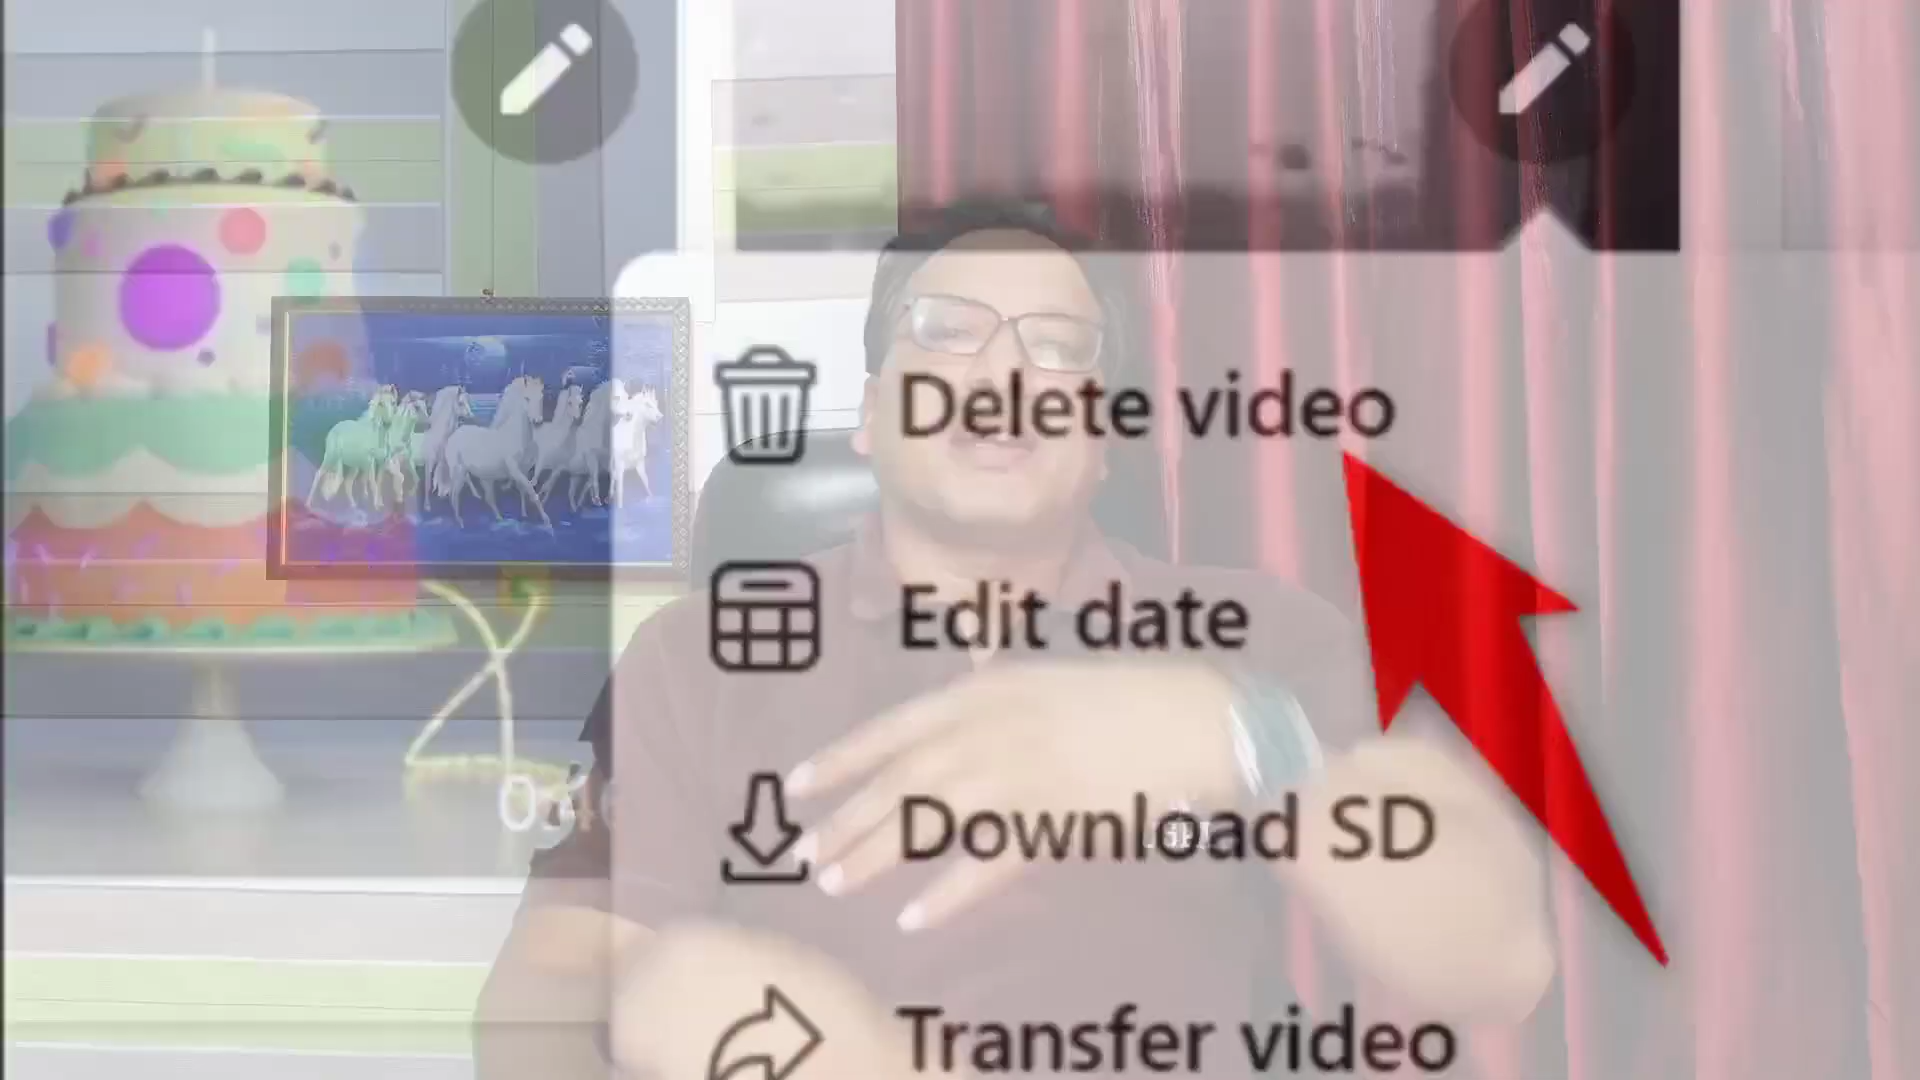 Delete video
Edit date
Download SD
Transfer video